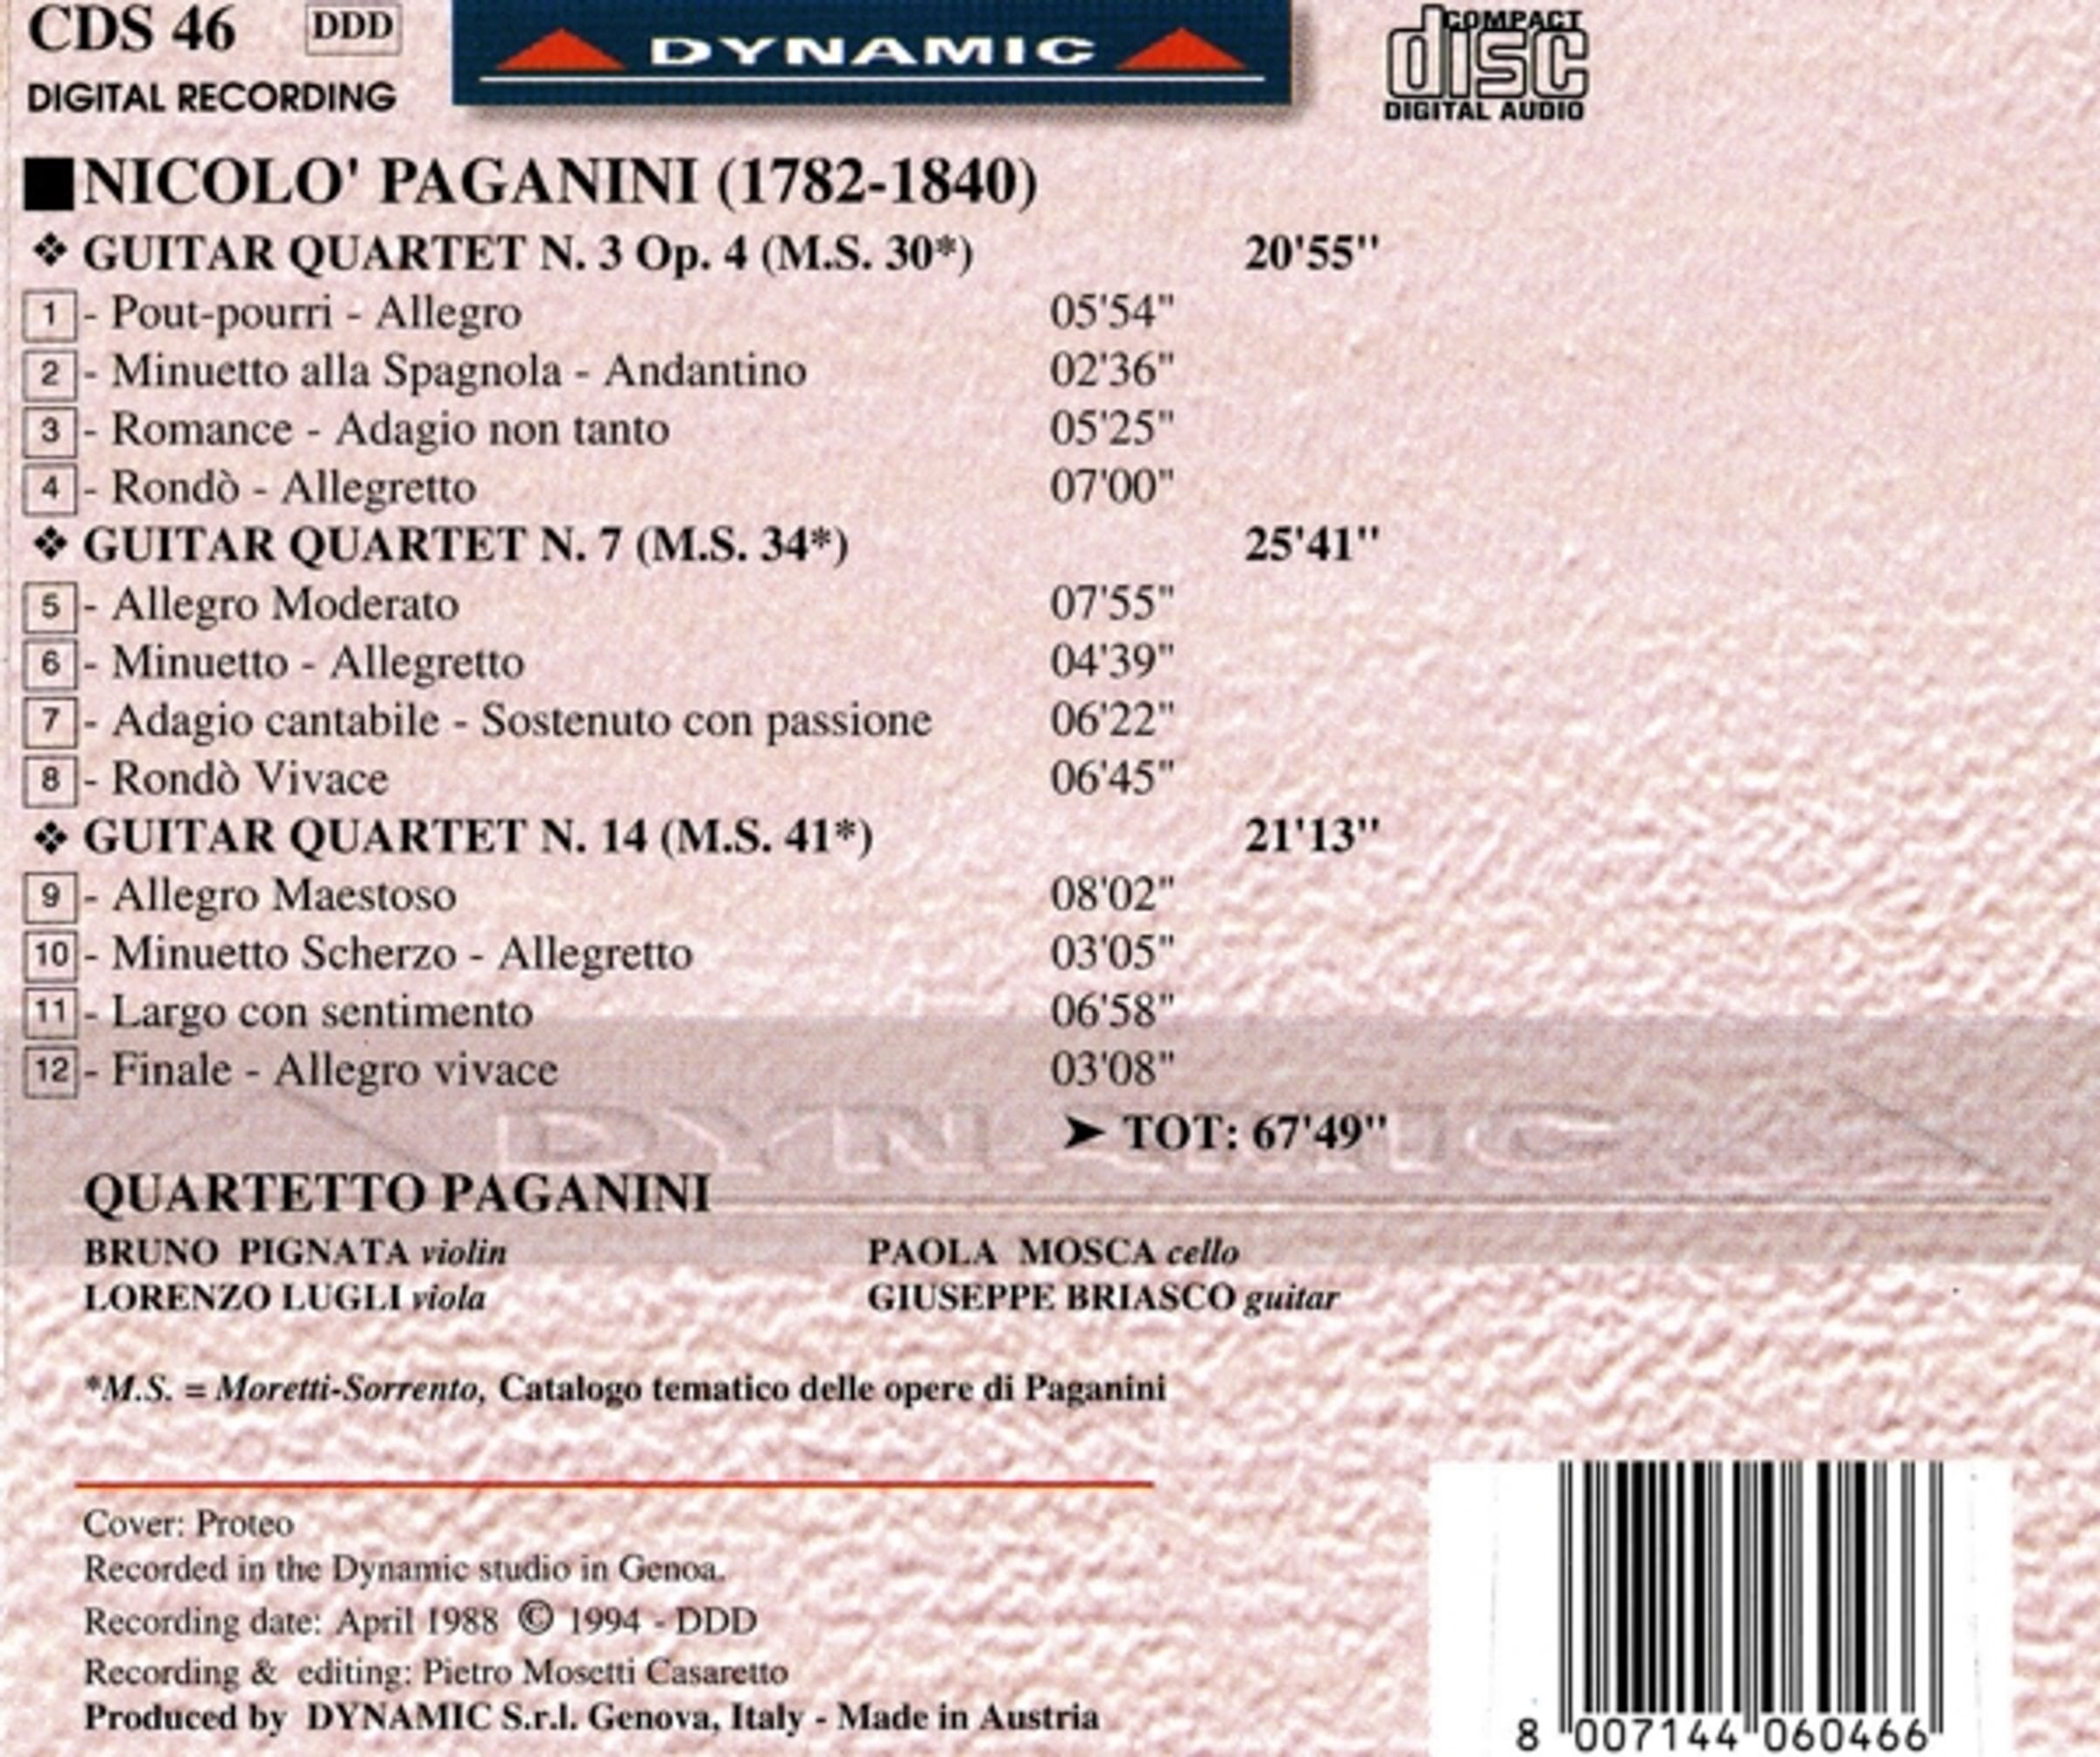 CDS 46 DDD
DIGITAL RECORDING
DYNAMIC
COMPACT
disc
DIGITAL AUDIO
NICOLO' PAGANINI (1782-1840)
❖ GUITAR QUARTET N. 3 Op. 4 (M.S. 30*) 20'55"
1 - Pout-pourri - Allegro 05'54"
2 - Minuetto alla Spagnola - Andantino 02'36"
3 - Romance - Adagio non tanto 05'25"
4 - Rondò - Allegretto 07'00"
❖ GUITAR QUARTET N. 7 (M.S. 34*) 25'41"
5 - Allegro Moderato 07'55"
6 - Minuetto - Allegretto 04'39"
7 - Adagio cantabile - Sostenuto con passione 06'22"
8 - Rondò Vivace 06'45"
❖ GUITAR QUARTET N. 14 (M.S. 41*) 21'13"
9 - Allegro Maestoso 08'02"
10 - Minuetto Scherzo - Allegretto 03'05"
11 - Largo con sentimento 06'58"
12 - Finale - Allegro vivace 03'08"
➤ TOT: 67'49"
DYNAMIC
QUARTETTO PAGANINI
BRUNO PIGNATA violin PAOLA MOSCA cello
LORENZO LUGLI viola GIUSEPPE BRIASCO guitar
*M.S. = Moretti-Sorrento, Catalogo tematico delle opere di Paganini
Cover: Proteo
Recorded in the Dynamic studio in Genoa.
Recording date: April 1988 © 1994 - DDD
Recording & editing: Pietro Mosetti Casaretto
Produced by DYNAMIC S.r.l. Genova, Italy - Made in Austria
8 007144 060466